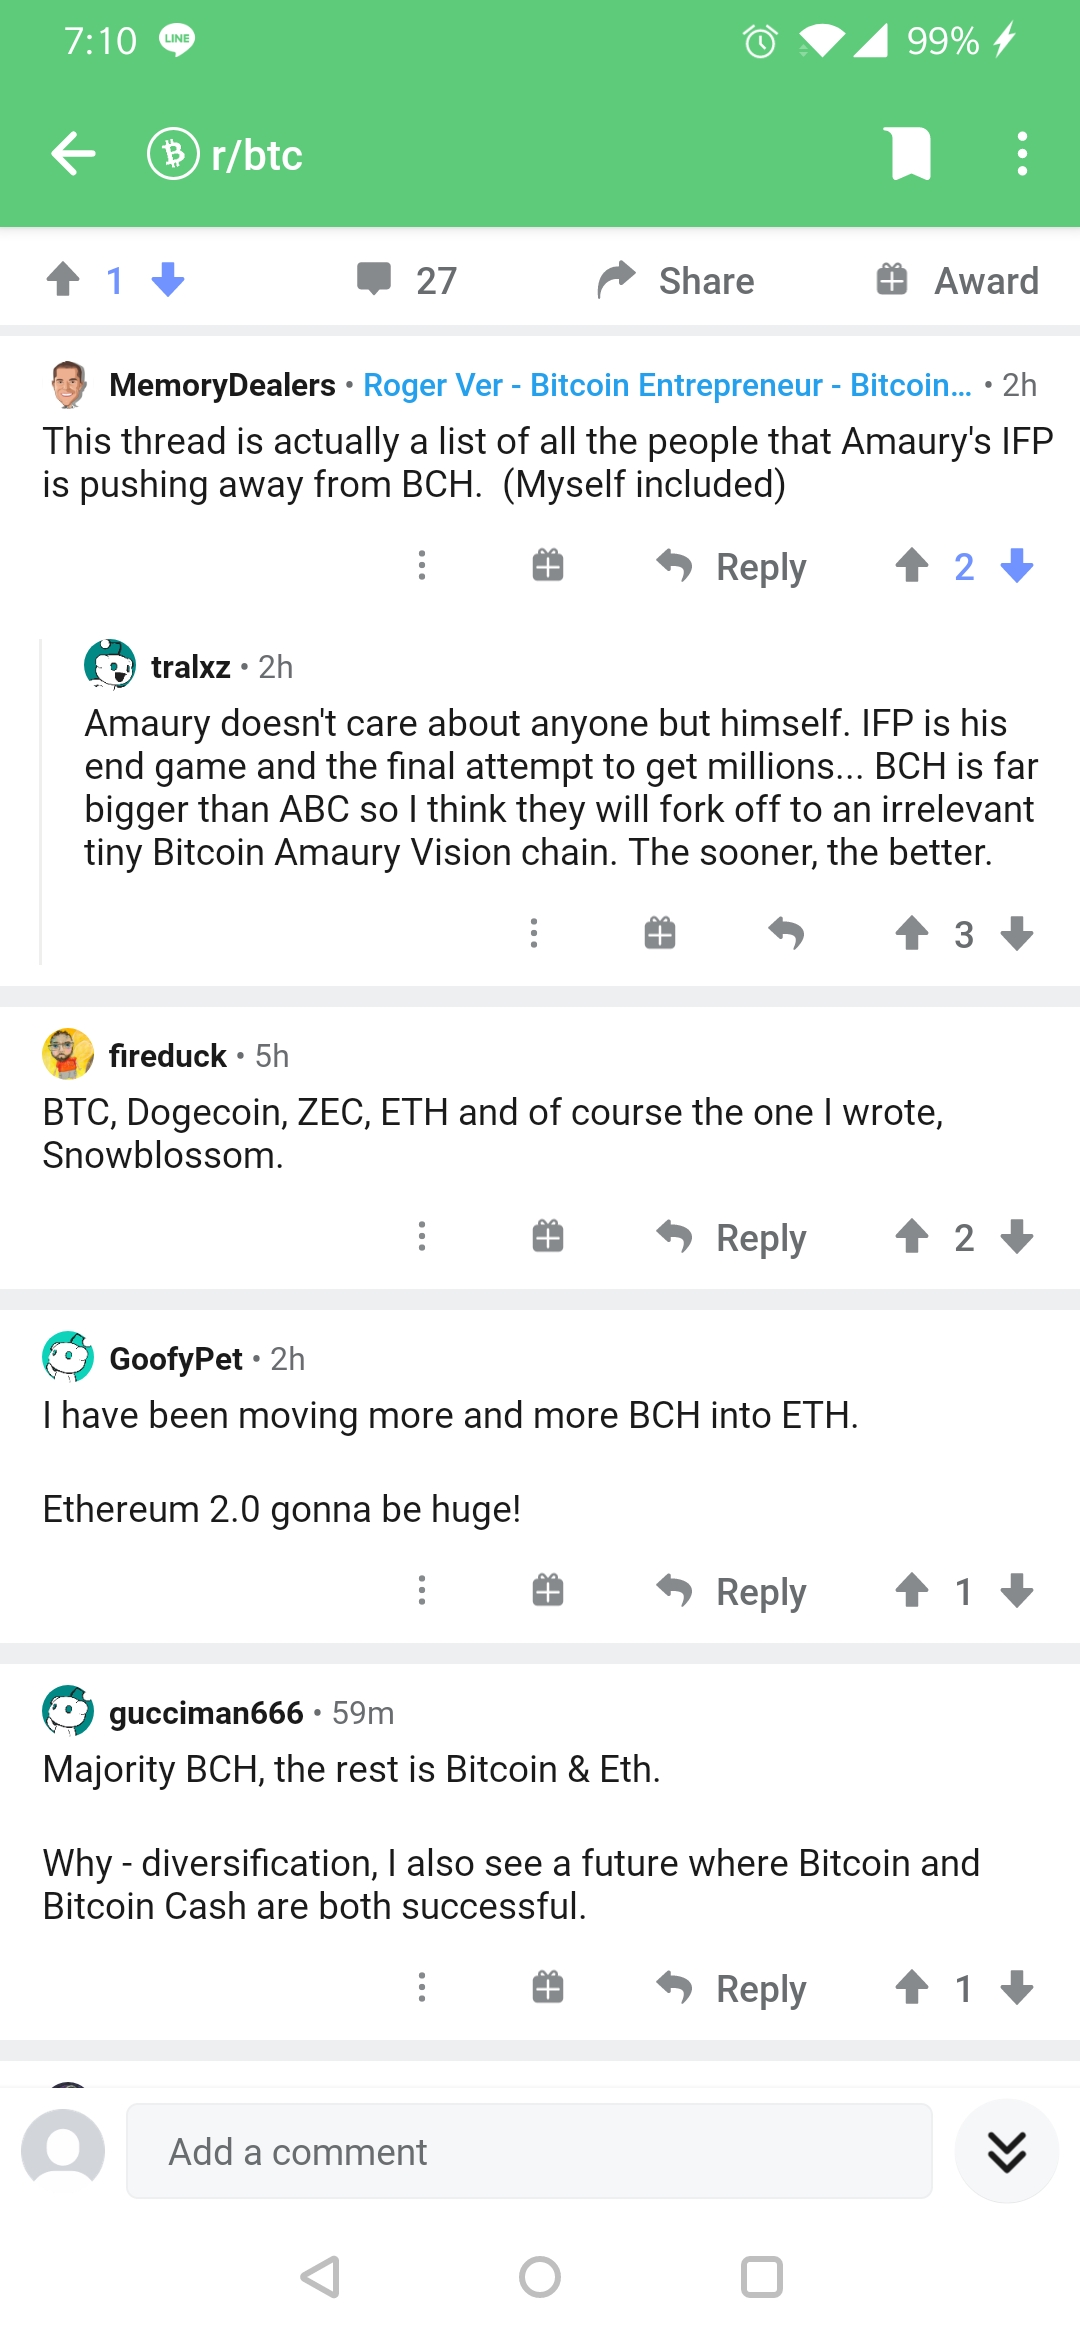 7:10 LINE 99%
r/btc
1 27 Share Award
MemoryDealers • Roger Ver - Bitcoin Entrepreneur - Bitcoin... • 2h
This thread is actually a list of all the people that Amaury's IFP
is pushing away from BCH. (Myself included)
Reply 2
tralxz • 2h
Amaury doesn't care about anyone but himself. IFP is his
end game and the final attempt to get millions... BCH is far
bigger than ABC so I think they will fork off to an irrelevant
tiny Bitcoin Amaury Vision chain. The sooner, the better.
3
fireduck • 5h
BTC, Dogecoin, ZEC, ETH and of course the one I wrote,
Snowblossom.
Reply 2
GoofyPet • 2h
I have been moving more and more BCH into ETH.
Ethereum 2.0 gonna be huge!
Reply 1
gucciman666 • 59m
Majority BCH, the rest is Bitcoin & Eth.
Why - diversification, I also see a future where Bitcoin and
Bitcoin Cash are both successful.
Reply 1
Add a comment